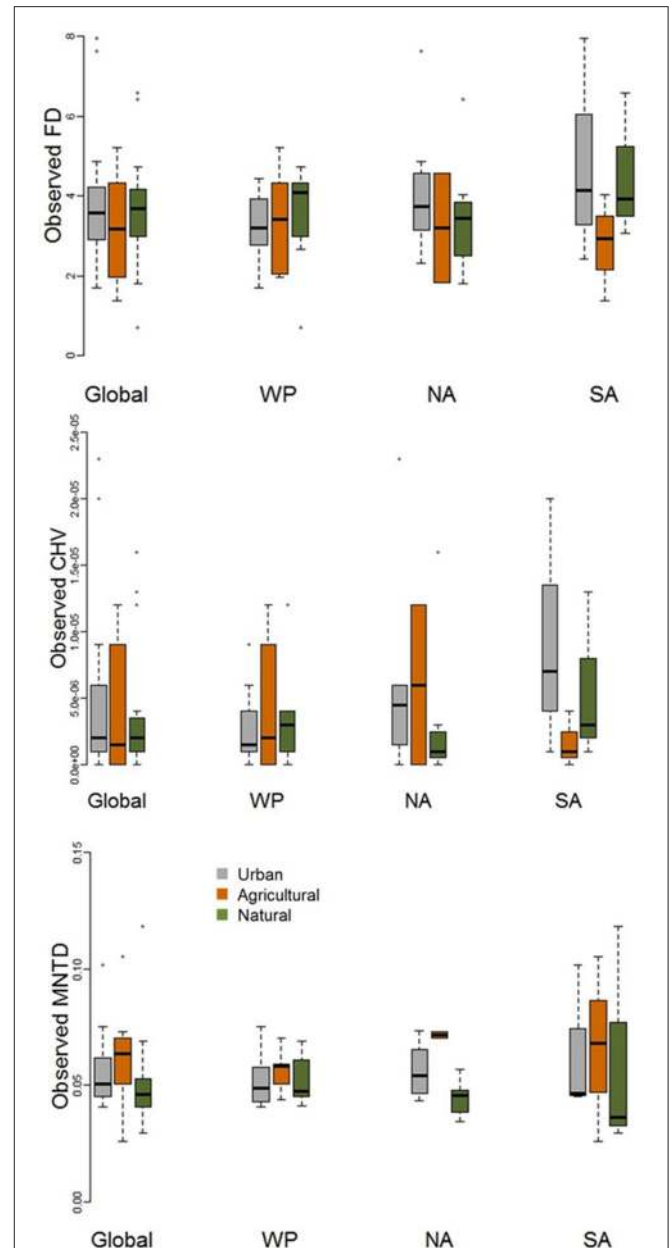 Observed FD
8
6
4
2
0
Global WP NA SA
Observed CHV
2.5e-05
2.0e-05
1.5e-05
1.0e-05
5.0e-06
0.0e+00
Global WP NA SA
Observed MNTD
0.15
0.10
0.05
0.00
Urban
Agricultural
Natural
Global WP NA SA